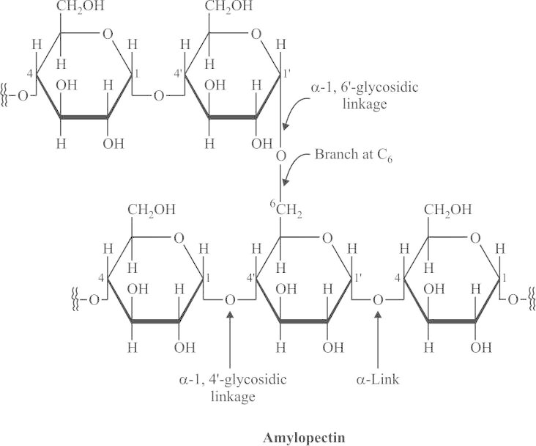 CH₂OH CH₂OH
H O H H O H
H H
4 1 4' 1'
OH H OH H
O O
H OH H OH
α-1, 6'-glycosidic
linkage
O Branch at C₆
⁶CH₂
CH₂OH CH₂OH
H O H H O H H O H
H H H
4 1 4' 1' 4 1
OH H OH H OH H
O O O O
H OH H OH H OH
α-1, 4'-glycosidic
linkage
α-Link
Amylopectin